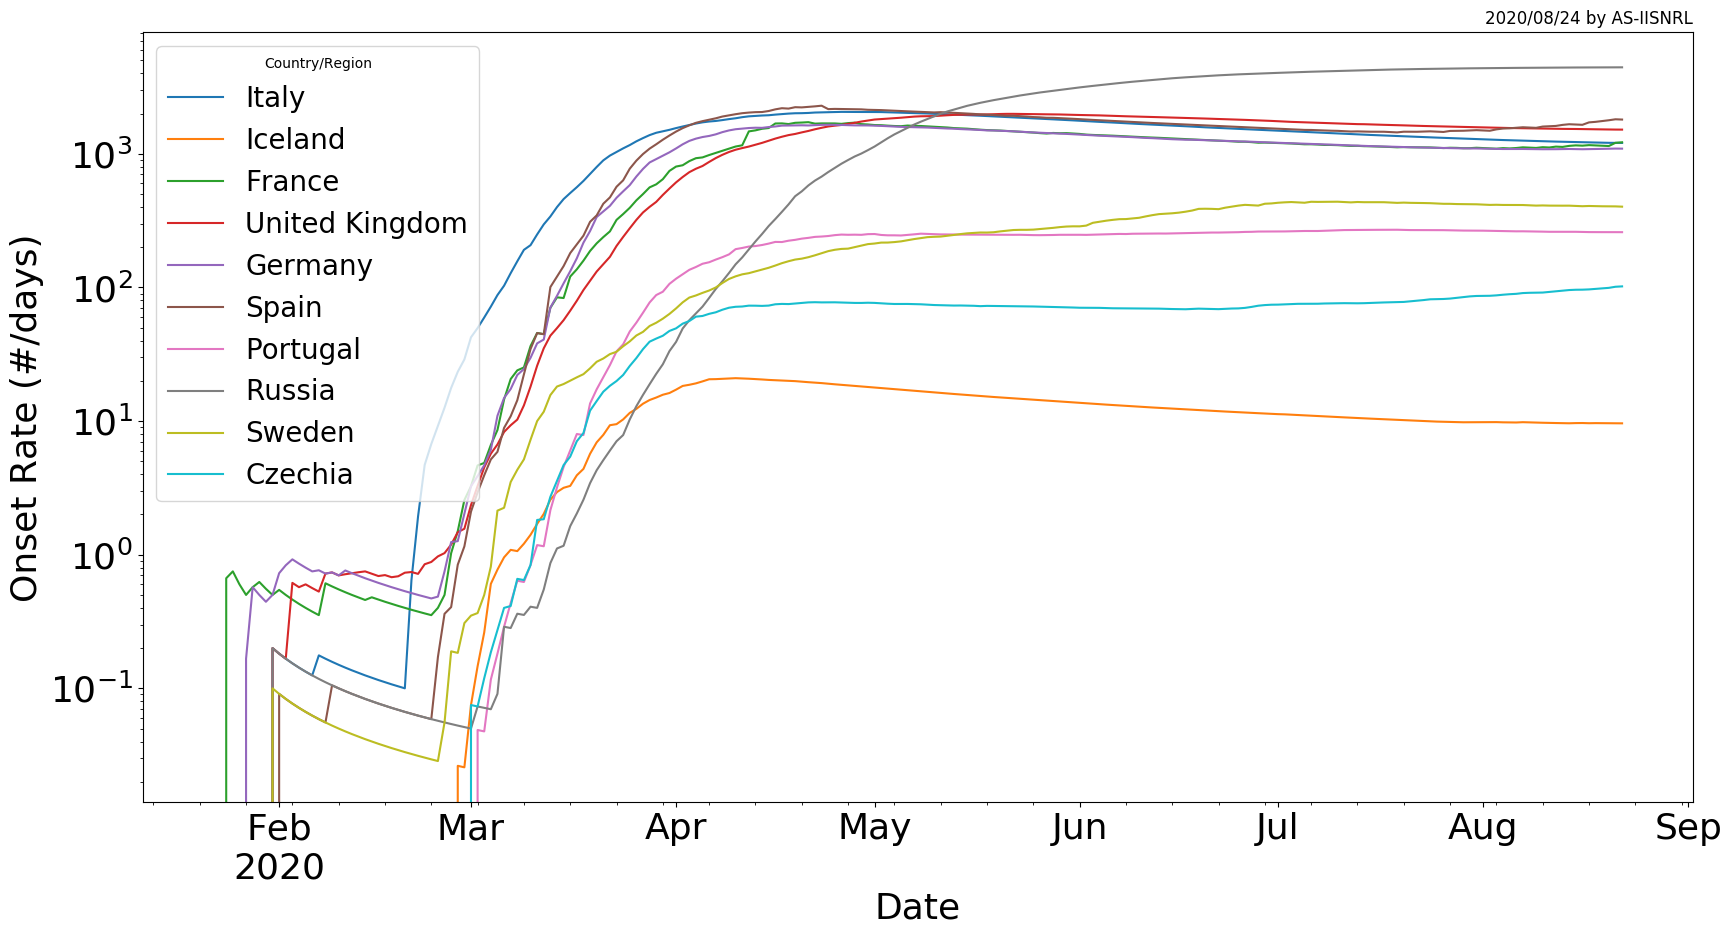 2020/08/24 by AS-IISNRL
Country/Region
Italy
Iceland
France
United Kingdom
Germany
Spain
Portugal
Russia
Sweden
Czechia
Onset Rate (#/days)
10³
10²
10¹
10⁰
10⁻¹
Feb Mar Apr May Jun Jul Aug Sep
2020
Date